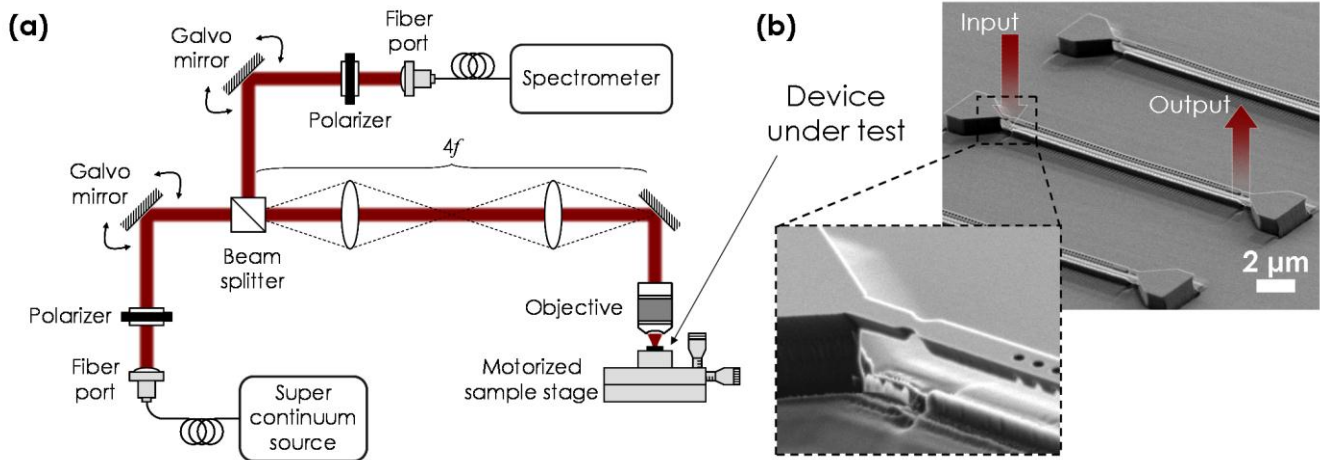 (a)
Galvo
mirror
Fiber
port
Spectrometer
Polarizer
4f
Galvo
mirror
Beam
splitter
Polarizer
Objective
Fiber
port
Super
continuum
source
Motorized
sample stage
Device
under test
(b)
Input
Output
2 µm